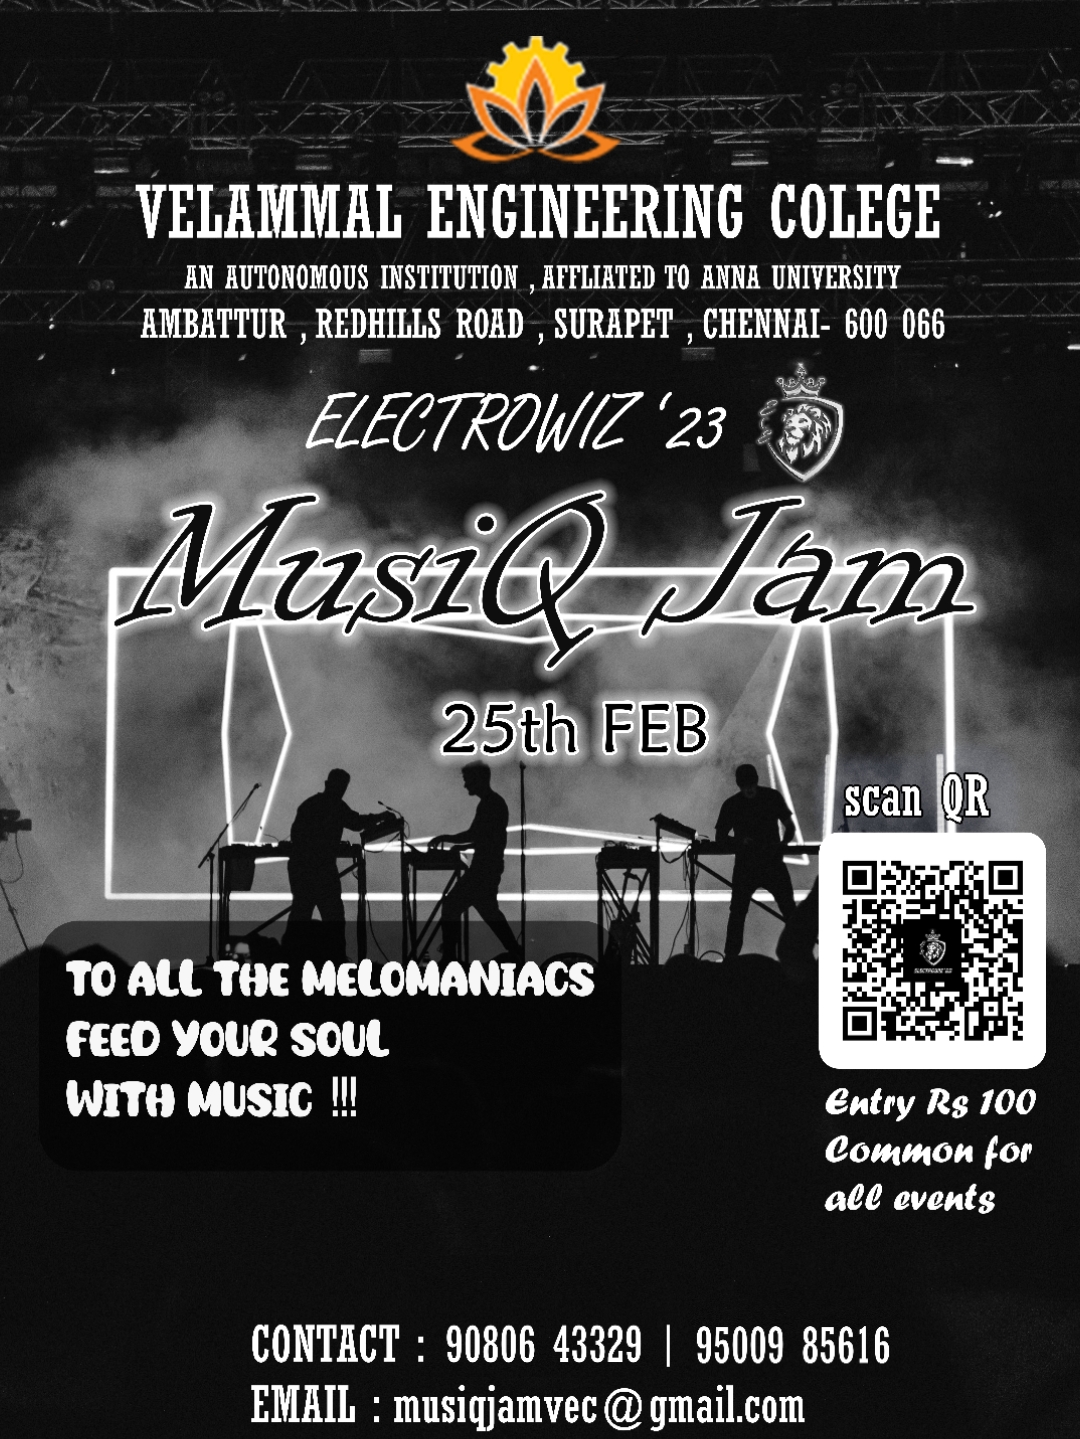 VELAMMAL ENGINEERING COLEGE
AN AUTONOMOUS INSTITUTION , AFFLIATED TO ANNA UNIVERSITY
AMBATTUR , REDHILLS ROAD , SURAPET , CHENNAI- 600 066
ELECTROWIZ ‘23
MusiQ Jam
25th FEB
scan QR
ELECTROWIZ'23
TO ALL THE MELOMANIACS
FEED YOUR SOUL
WITH MUSIC !!!
Entry Rs 100
Common for
all events
CONTACT : 90806 43329 | 95009 85616
EMAIL : musiqjamvec@gmail.com